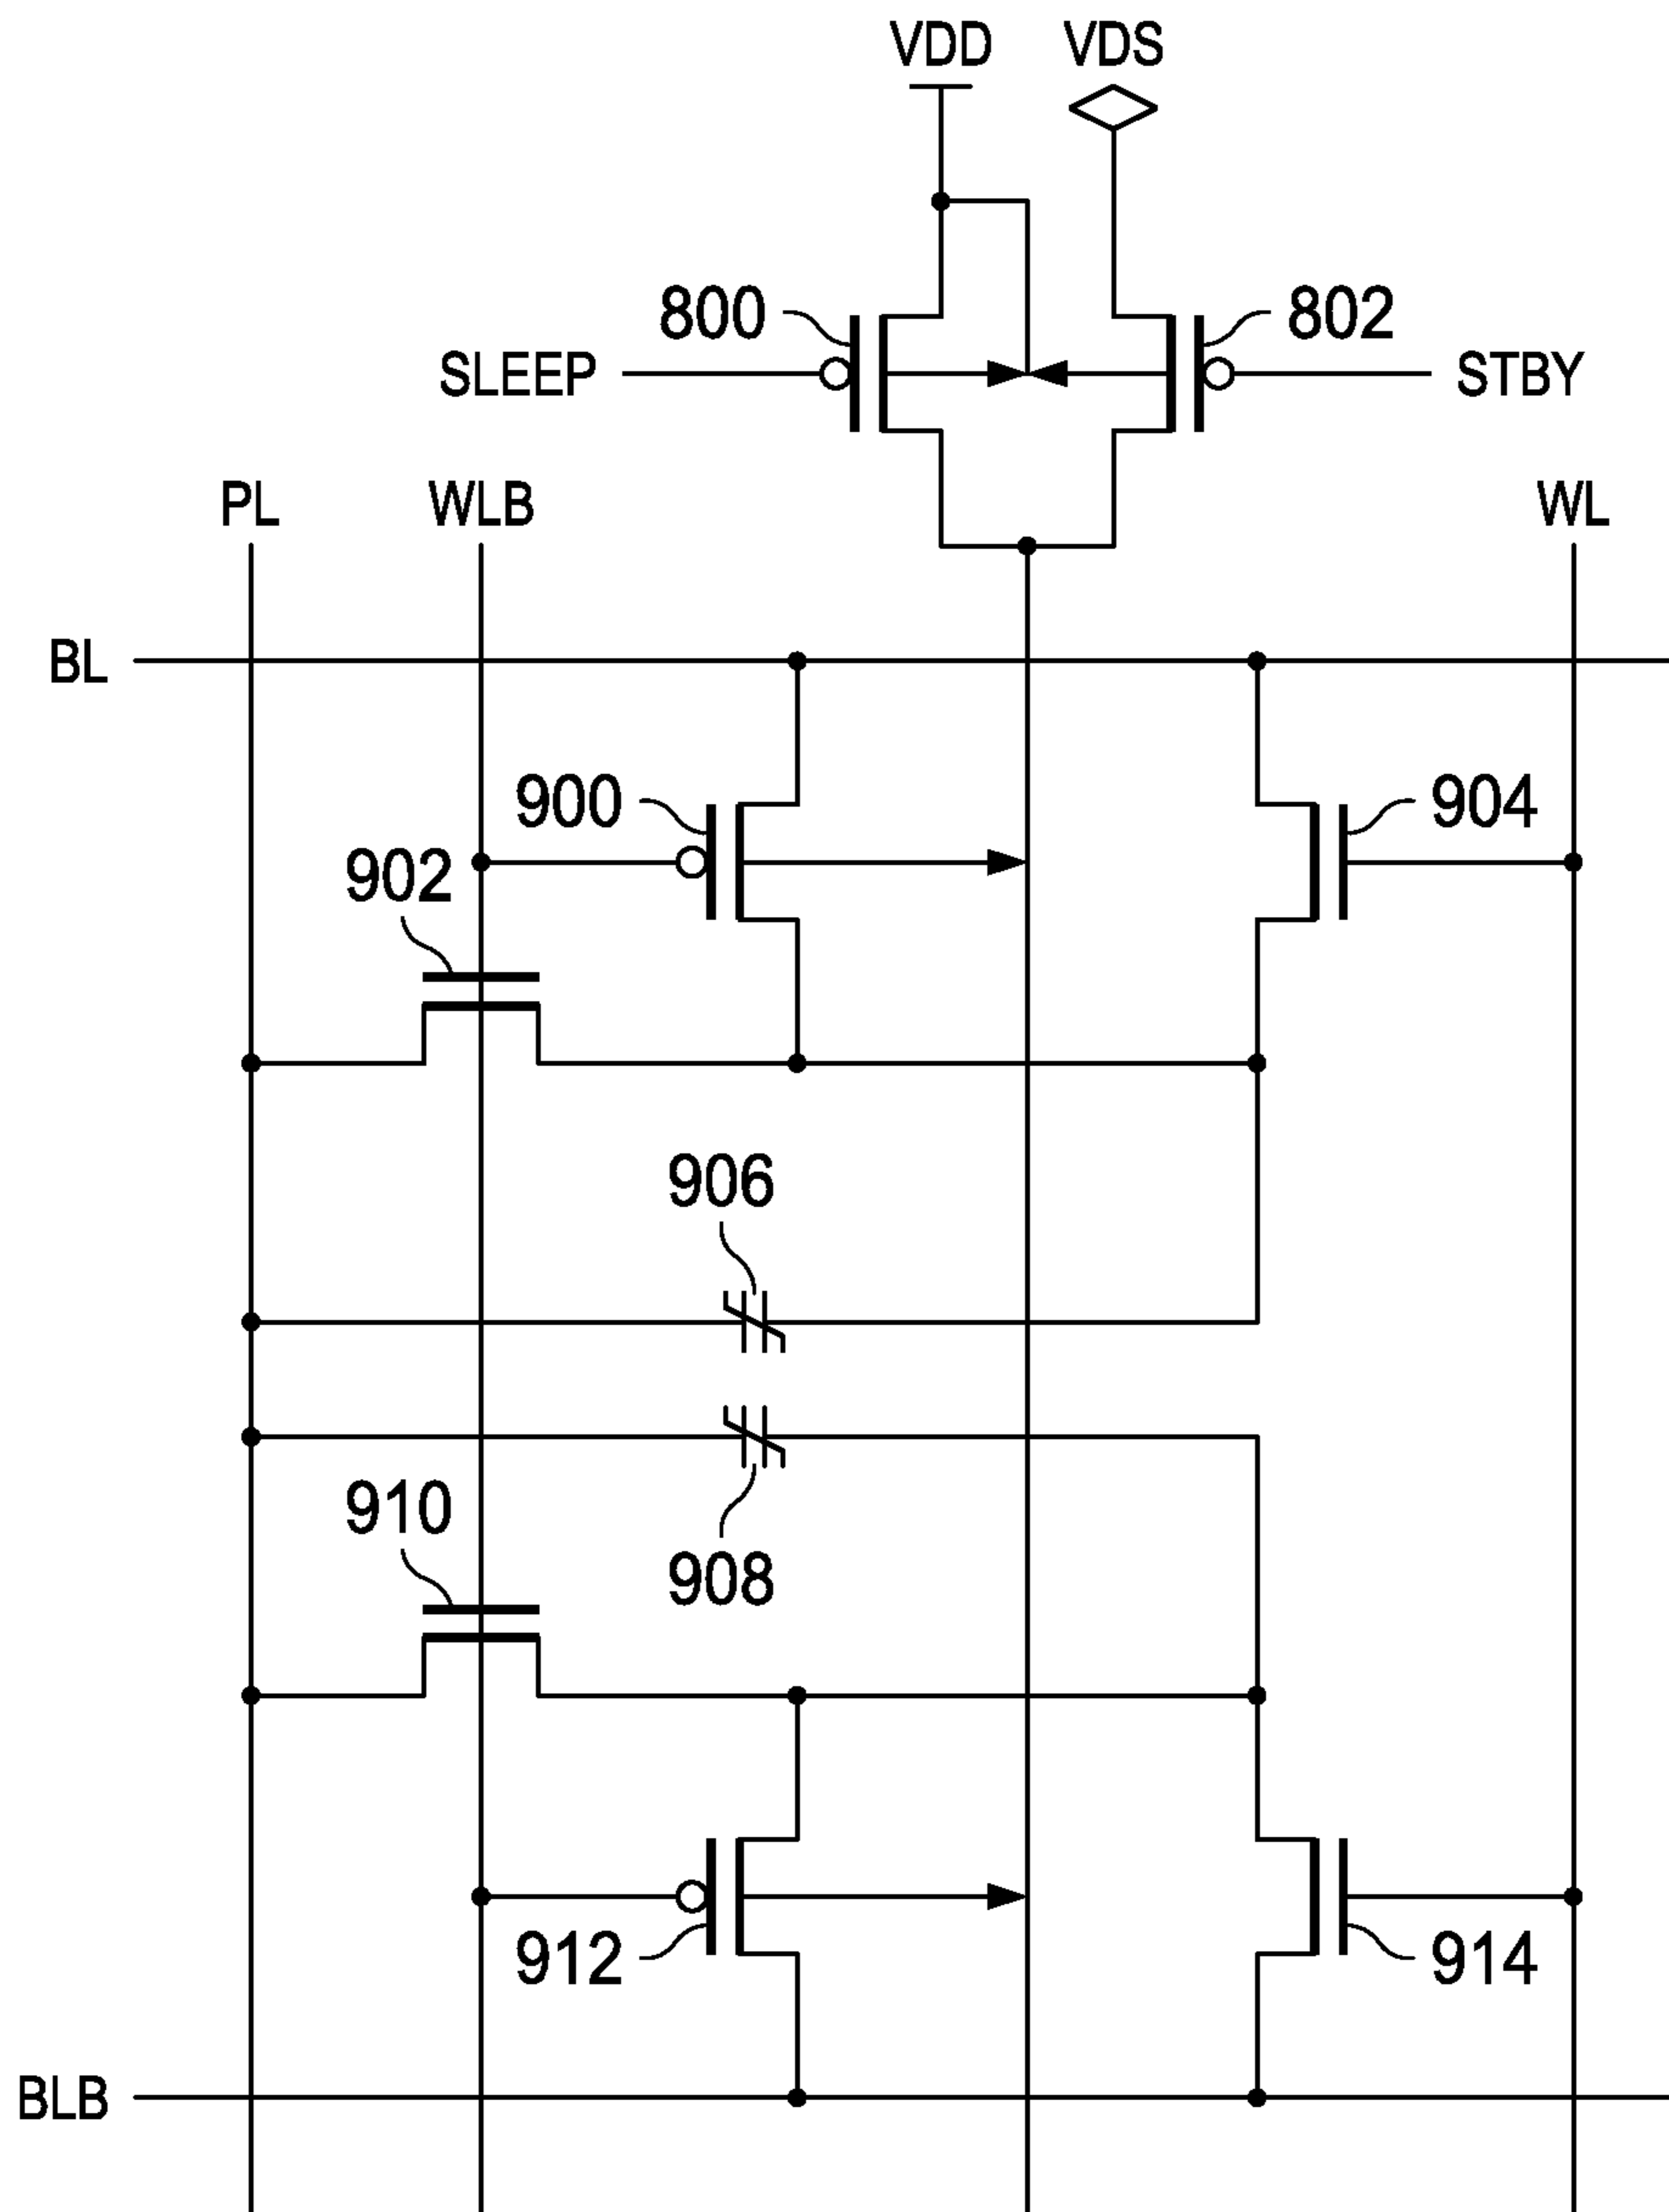 VDD VDS
800 802
SLEEP STBY
PL WLB WL
BL
900 904
902
906
910
908
912 914
BLB